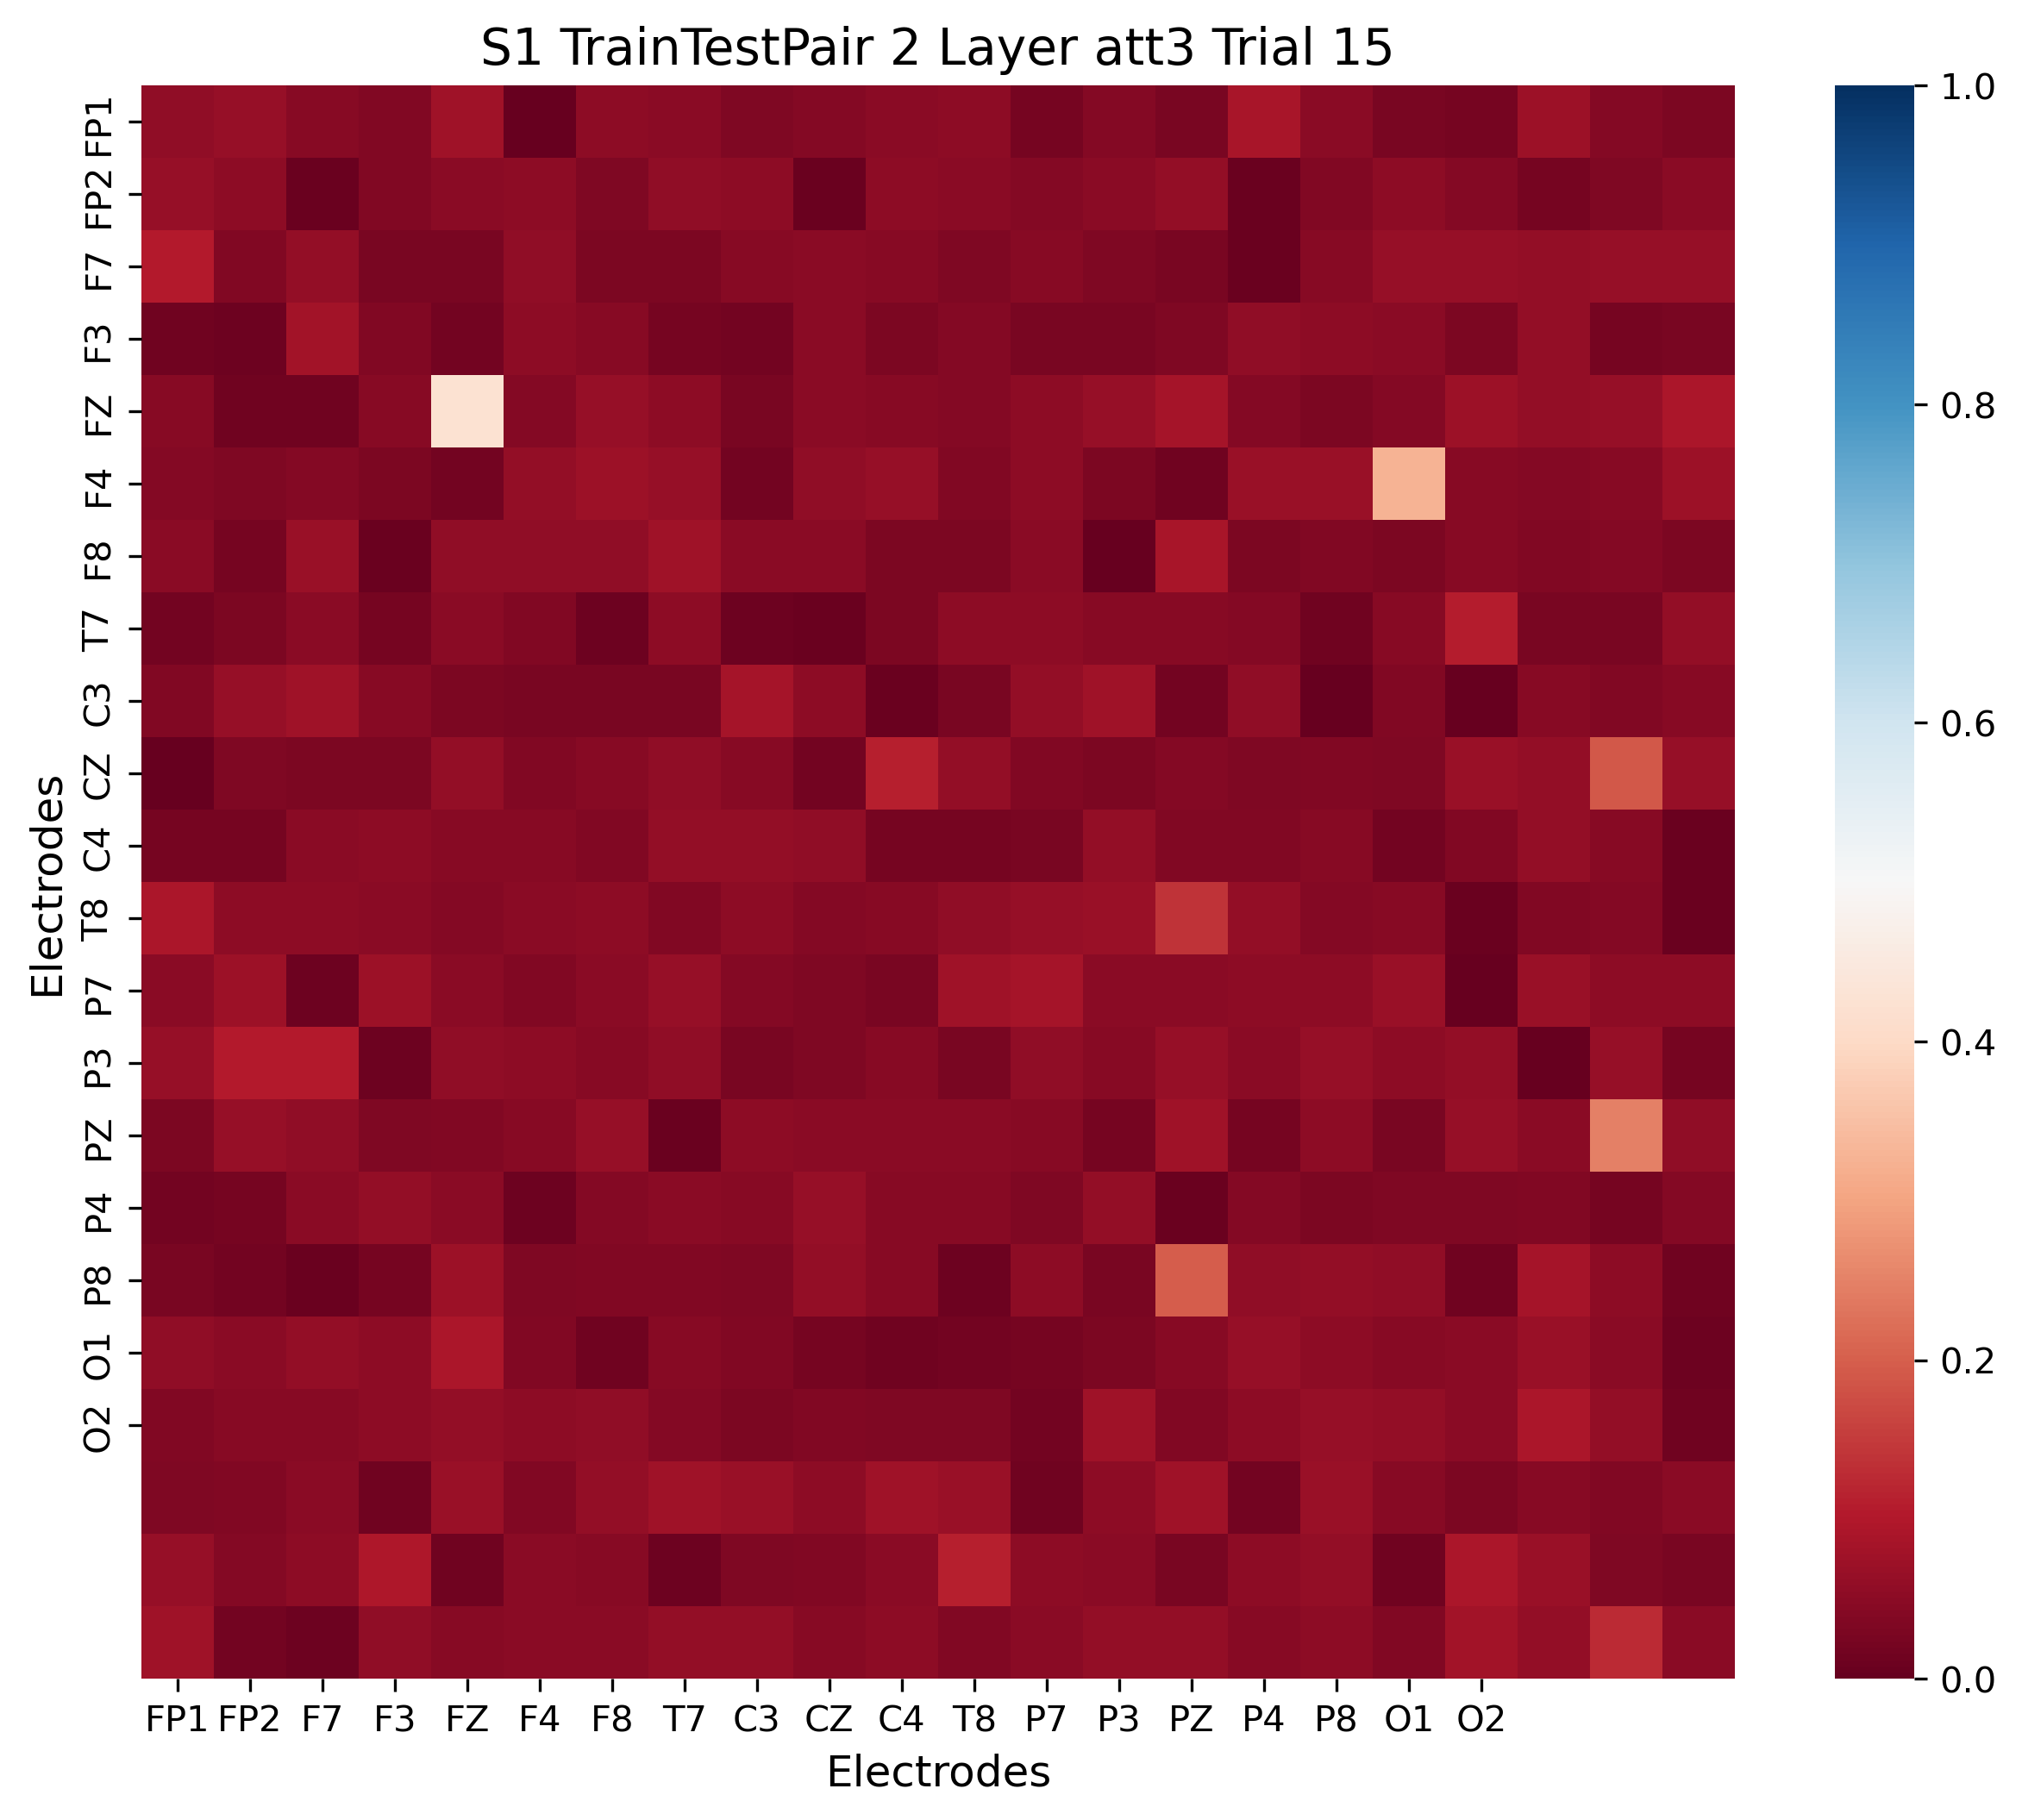 S1 TrainTestPair 2 Layer att3 Trial 15
Electrodes
FP1
FP2
F7
F3
FZ
F4
F8
T7
C3
CZ
C4
T8
P7
P3
PZ
P4
P8
O1
O2
FP1 FP2 F7 F3 FZ F4 F8 T7 C3 CZ C4 T8 P7 P3 PZ P4 P8 O1 O2
Electrodes
1.0
0.8
0.6
0.4
0.2
0.0